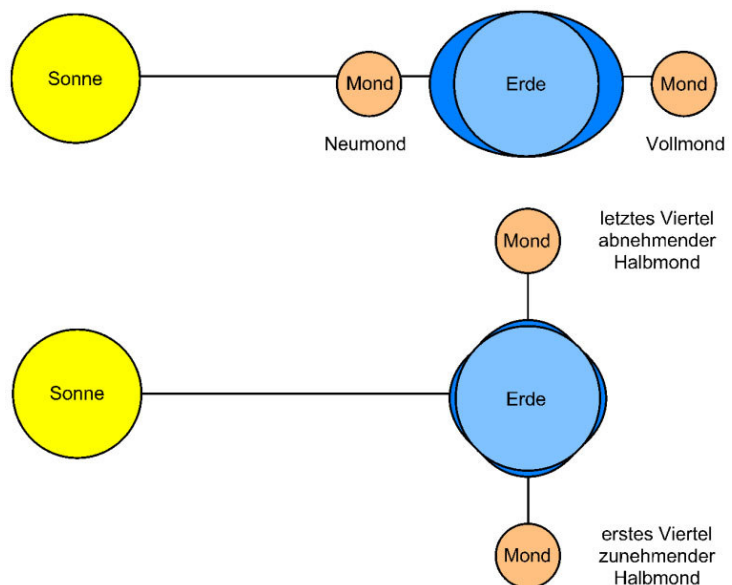 Sonne
Mond
Erde
Mond
Neumond
Vollmond
Mond
letztes Viertel
abnehmender
Halbmond
Sonne
Erde
Mond
erstes Viertel
zunehmender
Halbmond